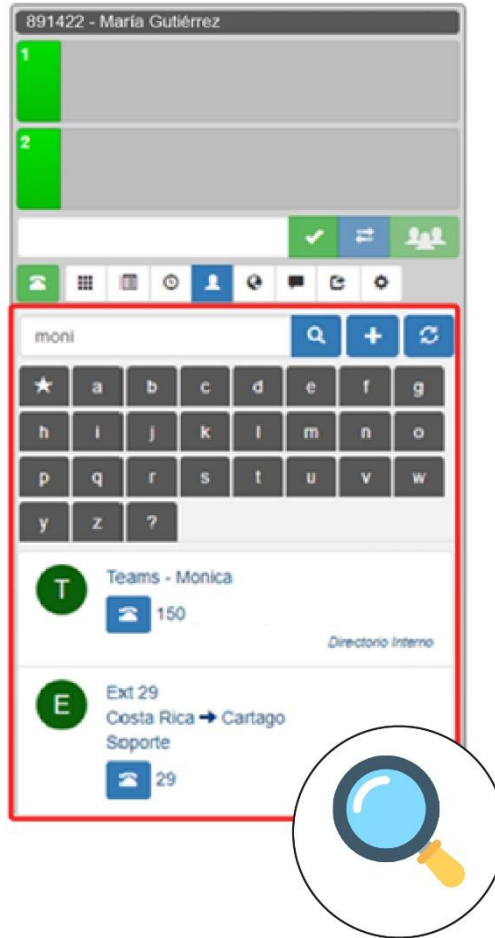 891422 - María Gutiérrez
1
2
moni
★ a b c d e f g
h i j k l m n o
p q r s t u v w
y z ?
T
Teams - Monica
150
Directorio Interno
E
Ext 29
Costa Rica → Cartago
Soporte
29